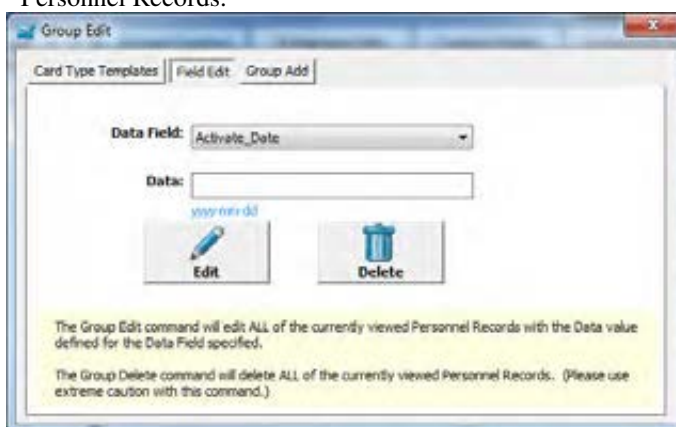 Personnel Records.
Group Edit
Card Type Templates Field Edit Group Add
Data Field: Activate_Date
Data:
yyyy-mm-dd
Edit Delete
The Group Edit command will edit ALL of the currently viewed Personnel Records with the Data value
defined for the Data Field specified.
The Group Delete command will delete ALL of the currently viewed Personnel Records. (Please use
extreme caution with this command.)